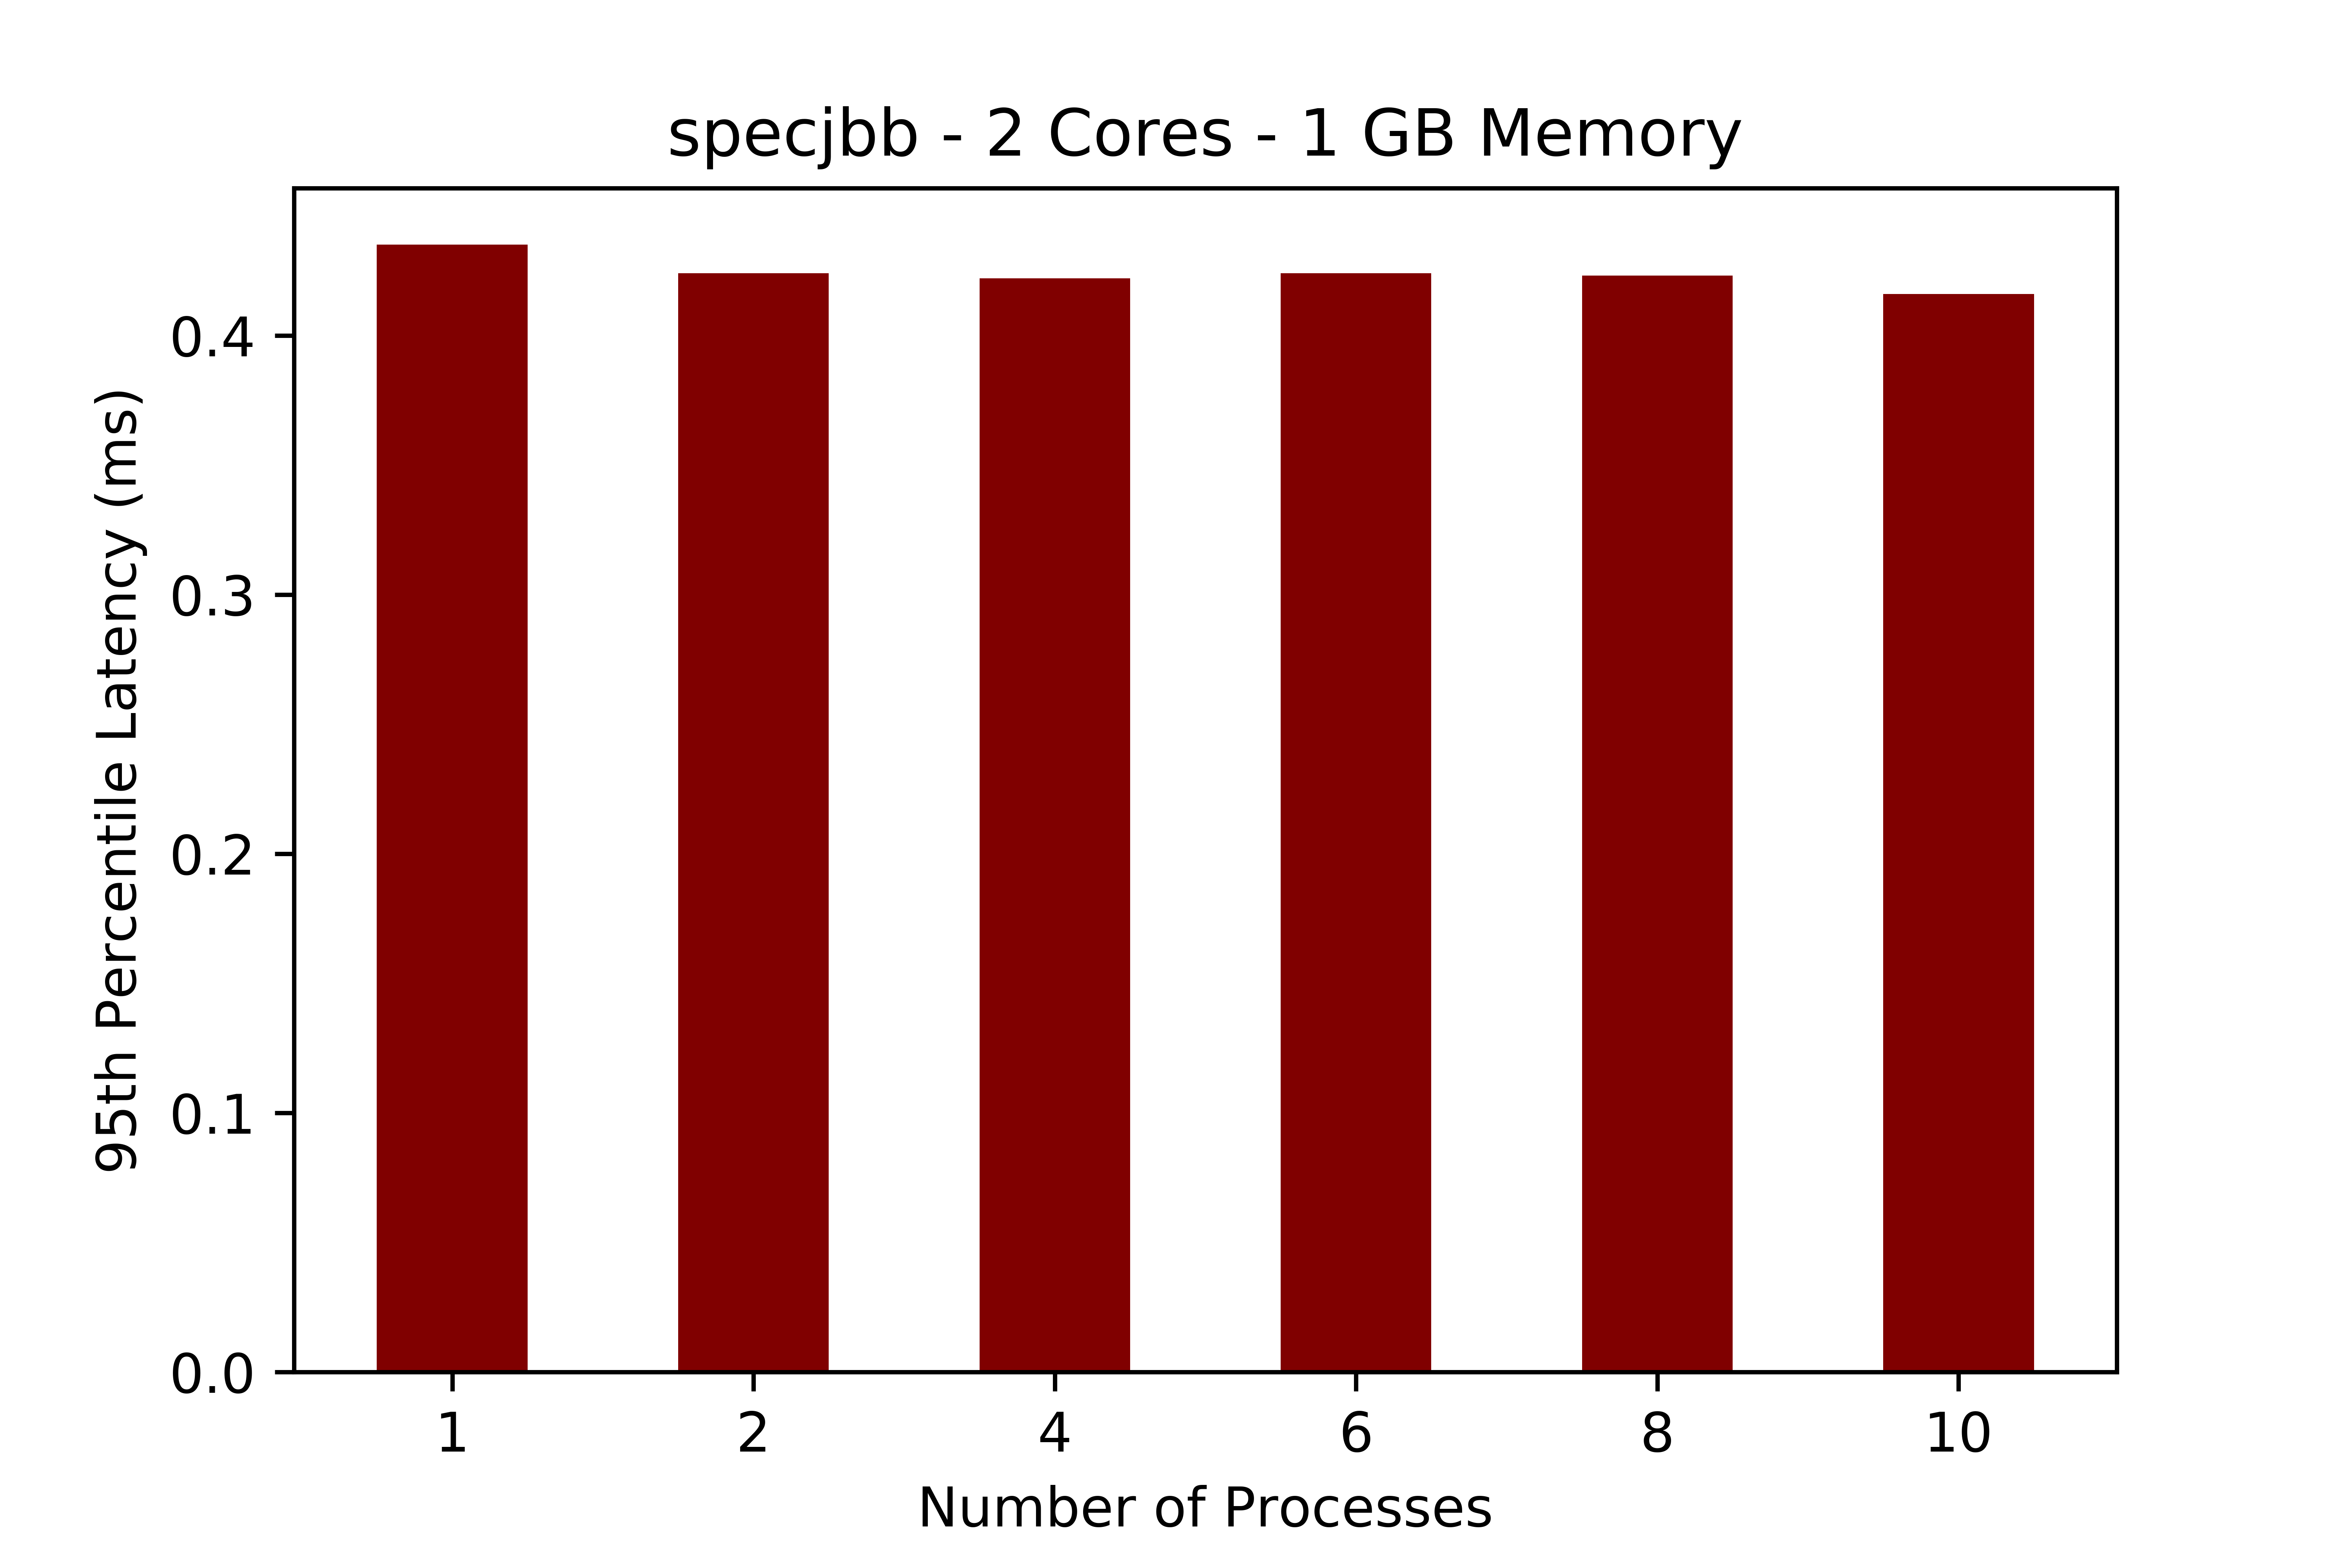 specjbb - 2 Cores - 1 GB Memory
95th Percentile Latency (ms)
0.4
0.3
0.2
0.1
0.0
1 2 4 6 8 10
Number of Processes